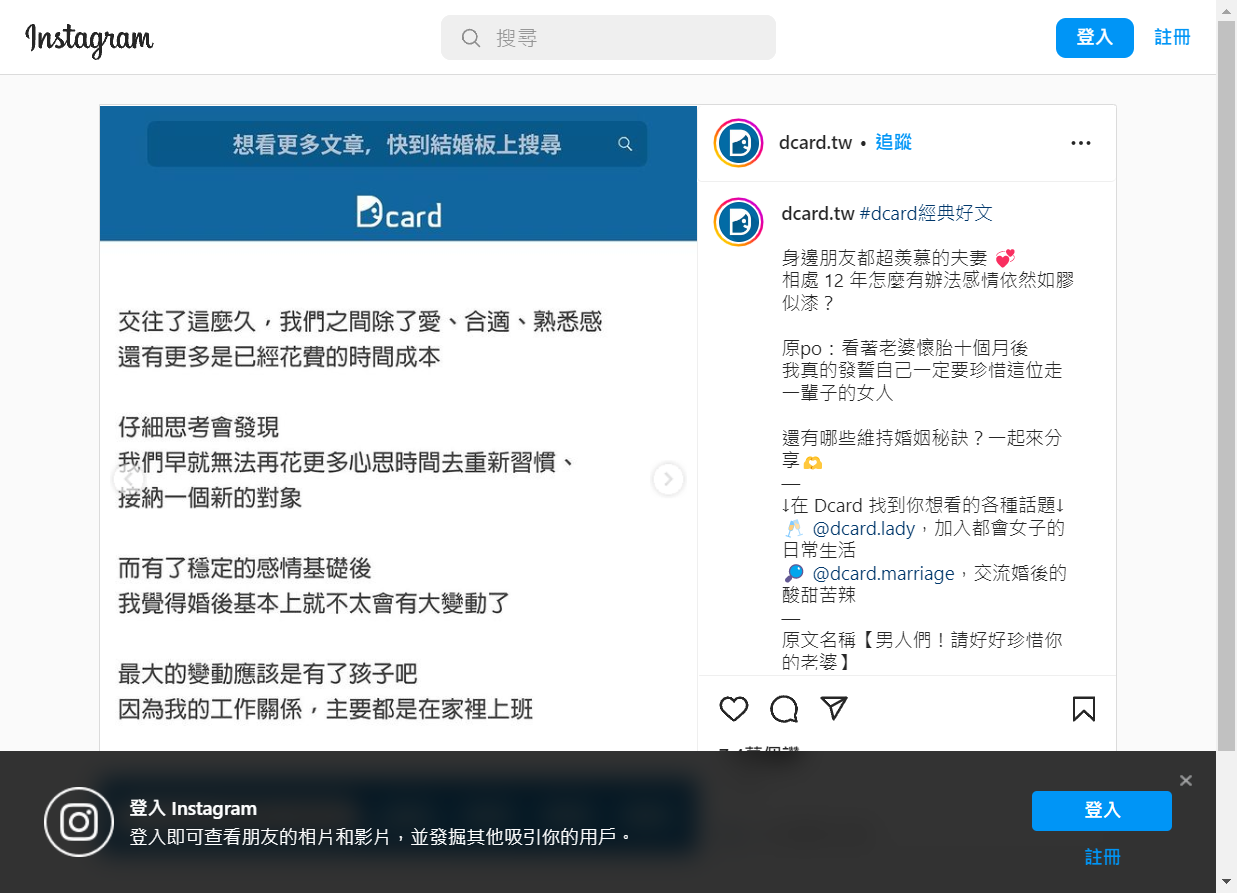 Instagram
搜尋
登入
註冊
想看更多文章，快到結婚板上搜尋
Dcard
交往了這麼久，我們之間除了愛、合適、熟悉感
還有更多是已經花費的時間成本
仔細思考會發現
我們早就無法再花更多心思時間去重新習慣、
接納一個新的對象
而有了穩定的感情基礎後
我覺得婚後基本上就不太會有大變動了
最大的變動應該是有了孩子吧
因為我的工作關係，主要都是在家裡上班
dcard.tw • 追蹤
dcard.tw #dcard經典好文
身邊朋友都超羨慕的夫妻 💞
相處 12 年怎麼有辦法感情依然如膠
似漆？
原po：看著老婆懷胎十個月後
我真的發誓自己一定要珍惜這位走
一輩子的女人
還有哪些維持婚姻秘訣？一起來分
享🫶
—
↓在 Dcard 找到你想看的各種話題↓
🥂 @dcard.lady，加入都會女子的
日常生活
🔎 @dcard.marriage，交流婚後的
酸甜苦辣
—
原文名稱【男人們！請好好珍惜你
的老婆】
登入 Instagram
登入即可查看朋友的相片和影片，並發掘其他吸引你的用戶。
登入
註冊